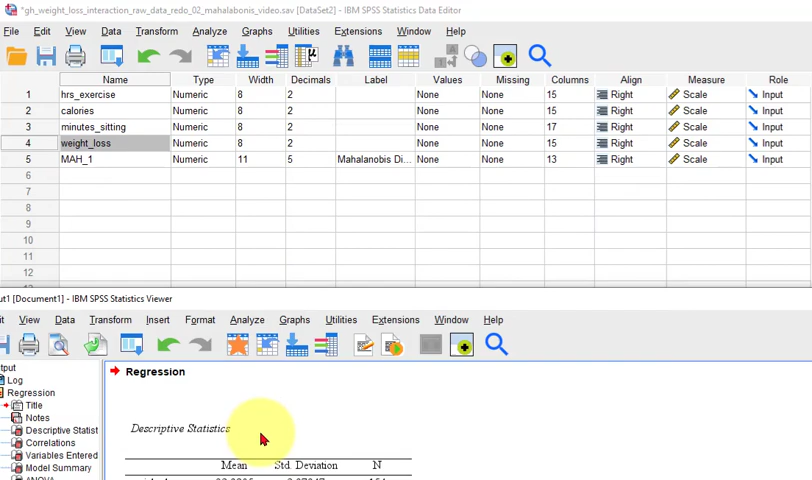 *gh_weight_loss_interaction_raw_data_redo_02_mahalabonis_video.sav [DataSet2] - IBM SPSS Statistics Data Editor
File Edit View Data Transform Analyze Graphs Utilities Extensions Window Help
Name Type Width Decimals Label Values Missing Columns Align Measure Role
1 hrs_exercise Numeric 8 2 None None 15 Right Scale Input
2 calories Numeric 8 2 None None 15 Right Scale Input
3 minutes_sitting Numeric 8 2 None None 17 Right Scale Input
4 weight_loss Numeric 8 2 None None 15 Right Scale Input
5 MAH_1 Numeric 11 5 Mahalanobis Di... None None 13 Right Scale Input
6
7
8
9
10
11
12
ut1 [Document1] - IBM SPSS Statistics Viewer
it View Data Transform Insert Format Analyze Graphs Utilities Extensions Window Help
tput
Log
Regression
Title
Notes
Descriptive Statist
Correlations
Variables Entered
Model Summary
ANOVA
Regression
Descriptive Statistics
Mean Std. Deviation N